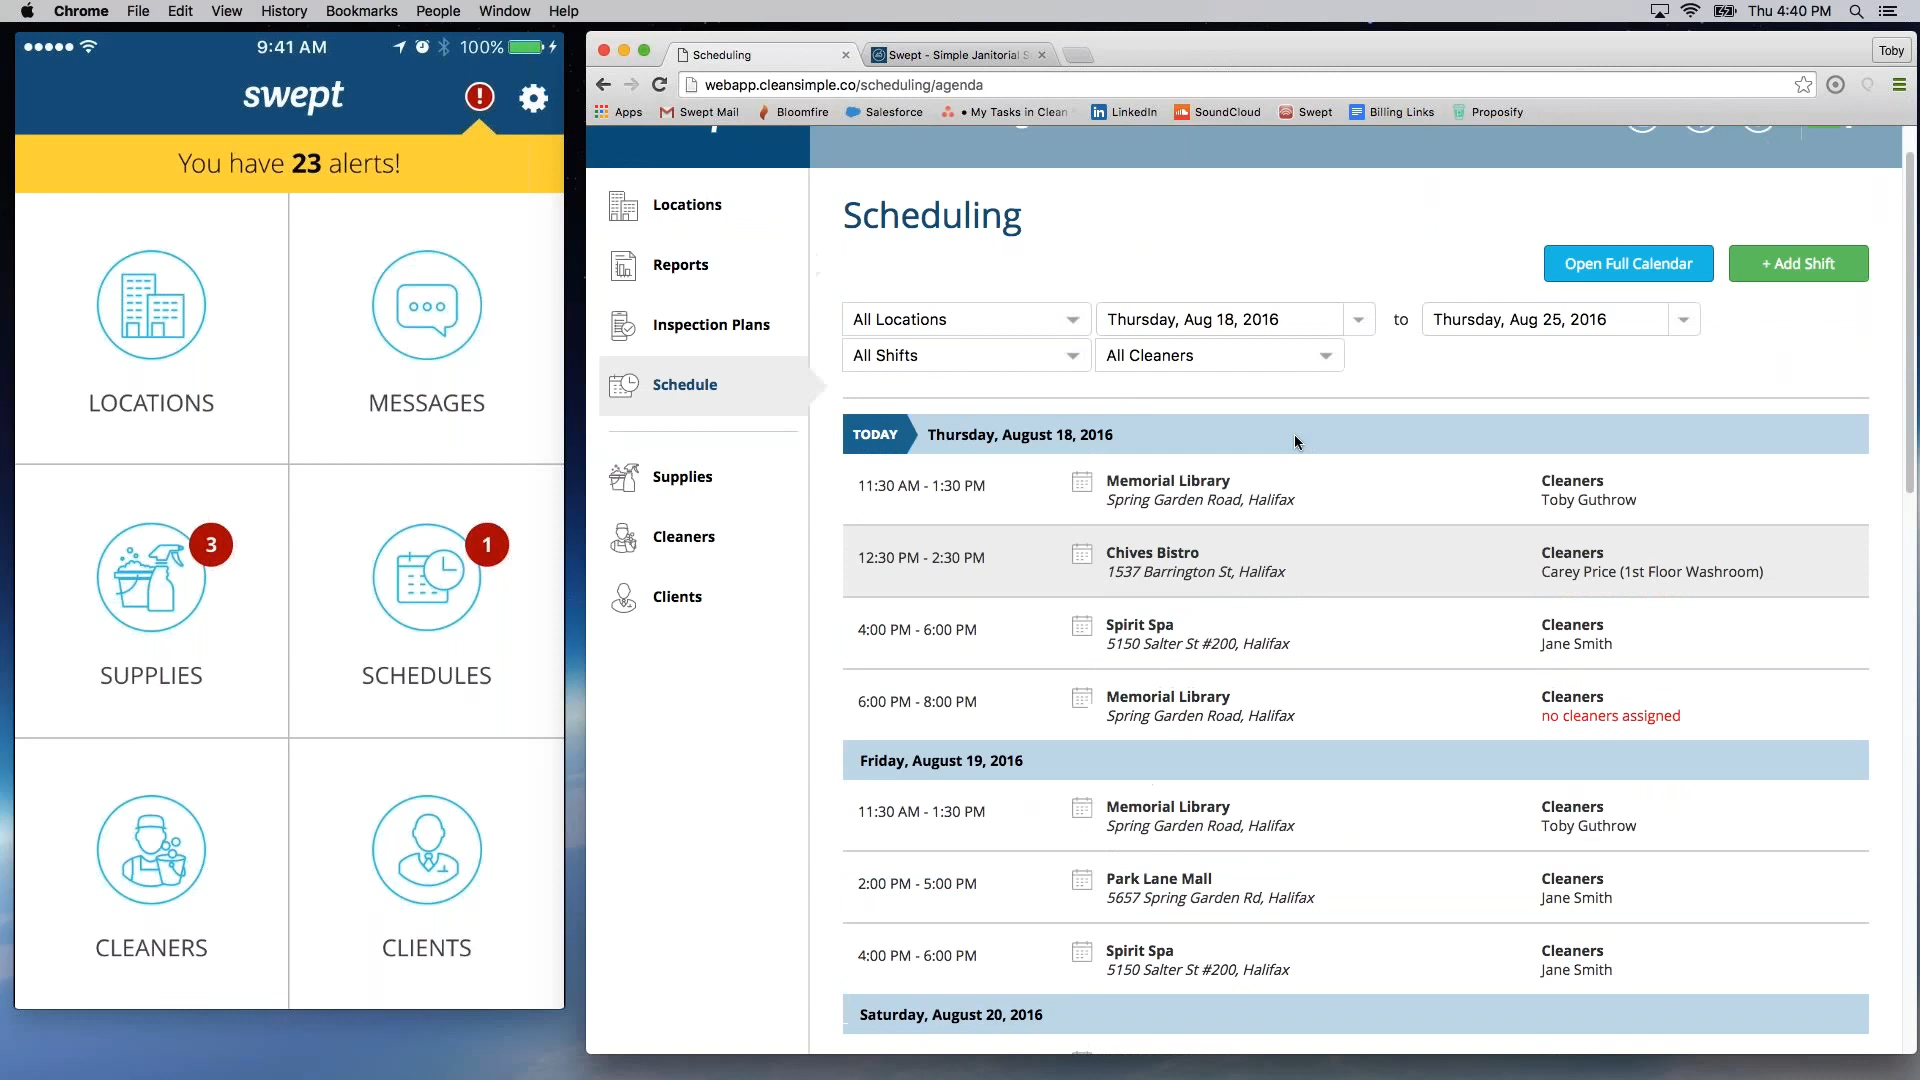 Chrome File Edit View History Bookmarks People Window Help Thu 4:40 PM
9:41 AM 100%
swept
!
You have 23 alerts!
LOCATIONS
MESSAGES
3
SUPPLIES
1
SCHEDULES
CLEANERS
CLIENTS
Scheduling
Swept - Simple Janitorial S
Toby
webapp.cleansimple.co/scheduling/agenda
Apps Swept Mail Bloomfire Salesforce • My Tasks in Clean LinkedIn SoundCloud Swept Billing Links Proposify
Locations
Reports
Inspection Plans
Schedule
Supplies
Cleaners
Clients
Scheduling
Open Full Calendar + Add Shift
All Locations Thursday, Aug 18, 2016 to Thursday, Aug 25, 2016
All Shifts All Cleaners
TODAY Thursday, August 18, 2016
11:30 AM - 1:30 PM Memorial Library Cleaners
Spring Garden Road, Halifax Toby Guthrow
12:30 PM - 2:30 PM Chives Bistro Cleaners
1537 Barrington St, Halifax Carey Price (1st Floor Washroom)
4:00 PM - 6:00 PM Spirit Spa Cleaners
5150 Salter St #200, Halifax Jane Smith
6:00 PM - 8:00 PM Memorial Library Cleaners
Spring Garden Road, Halifax no cleaners assigned
Friday, August 19, 2016
11:30 AM - 1:30 PM Memorial Library Cleaners
Spring Garden Road, Halifax Toby Guthrow
2:00 PM - 5:00 PM Park Lane Mall Cleaners
5657 Spring Garden Rd, Halifax Jane Smith
4:00 PM - 6:00 PM Spirit Spa Cleaners
5150 Salter St #200, Halifax Jane Smith
Saturday, August 20, 2016